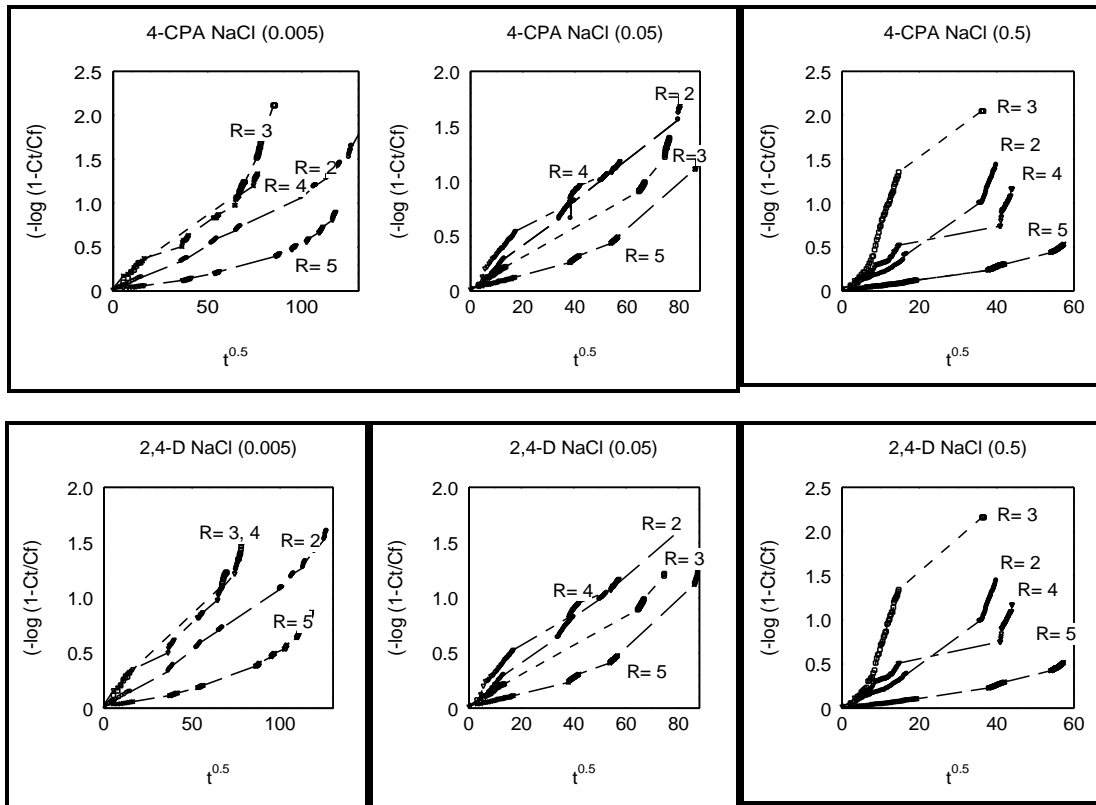 4-CPA NaCl (0.005)
(-log (1-Ct/Cf)
2.5
2.0
1.5
1.0
0.5
0
R= 3
R= 2
R= 4
R= 5
0
50
100
t^0.5
4-CPA NaCl (0.05)
(-log (1-Ct/Cf)
2.0
1.5
1.0
0.5
0
R= 2
R= 4
R=3
R= 5
0
20
40
60
80
t^0.5
4-CPA NaCl (0.5)
(-log (1-Ct/Cf)
2.5
2.0
1.5
1.0
0.5
0
R= 3
R= 2
R= 4
R= 5
0
20
40
60
t^0.5
2,4-D NaCl (0.005)
(-log (1-Ct/Cf)
2.0
1.5
1.0
0.5
0.0
R= 3, 4
R= 2
R= 5
0
50
100
t^0.5
2,4-D NaCl (0.05)
(-log (1-Ct/Cf)
2.0
1.5
1.0
0.5
0.0
R= 2
R= 3
R= 4
R= 5
0
20
40
60
80
t^0.5
2,4-D NaCl (0.5)
(-log (1-Ct/Cf)
2.5
2.0
1.5
1.0
0.5
0.0
R= 3
R= 2
R= 4
R= 5
0
20
40
60
t^0.5